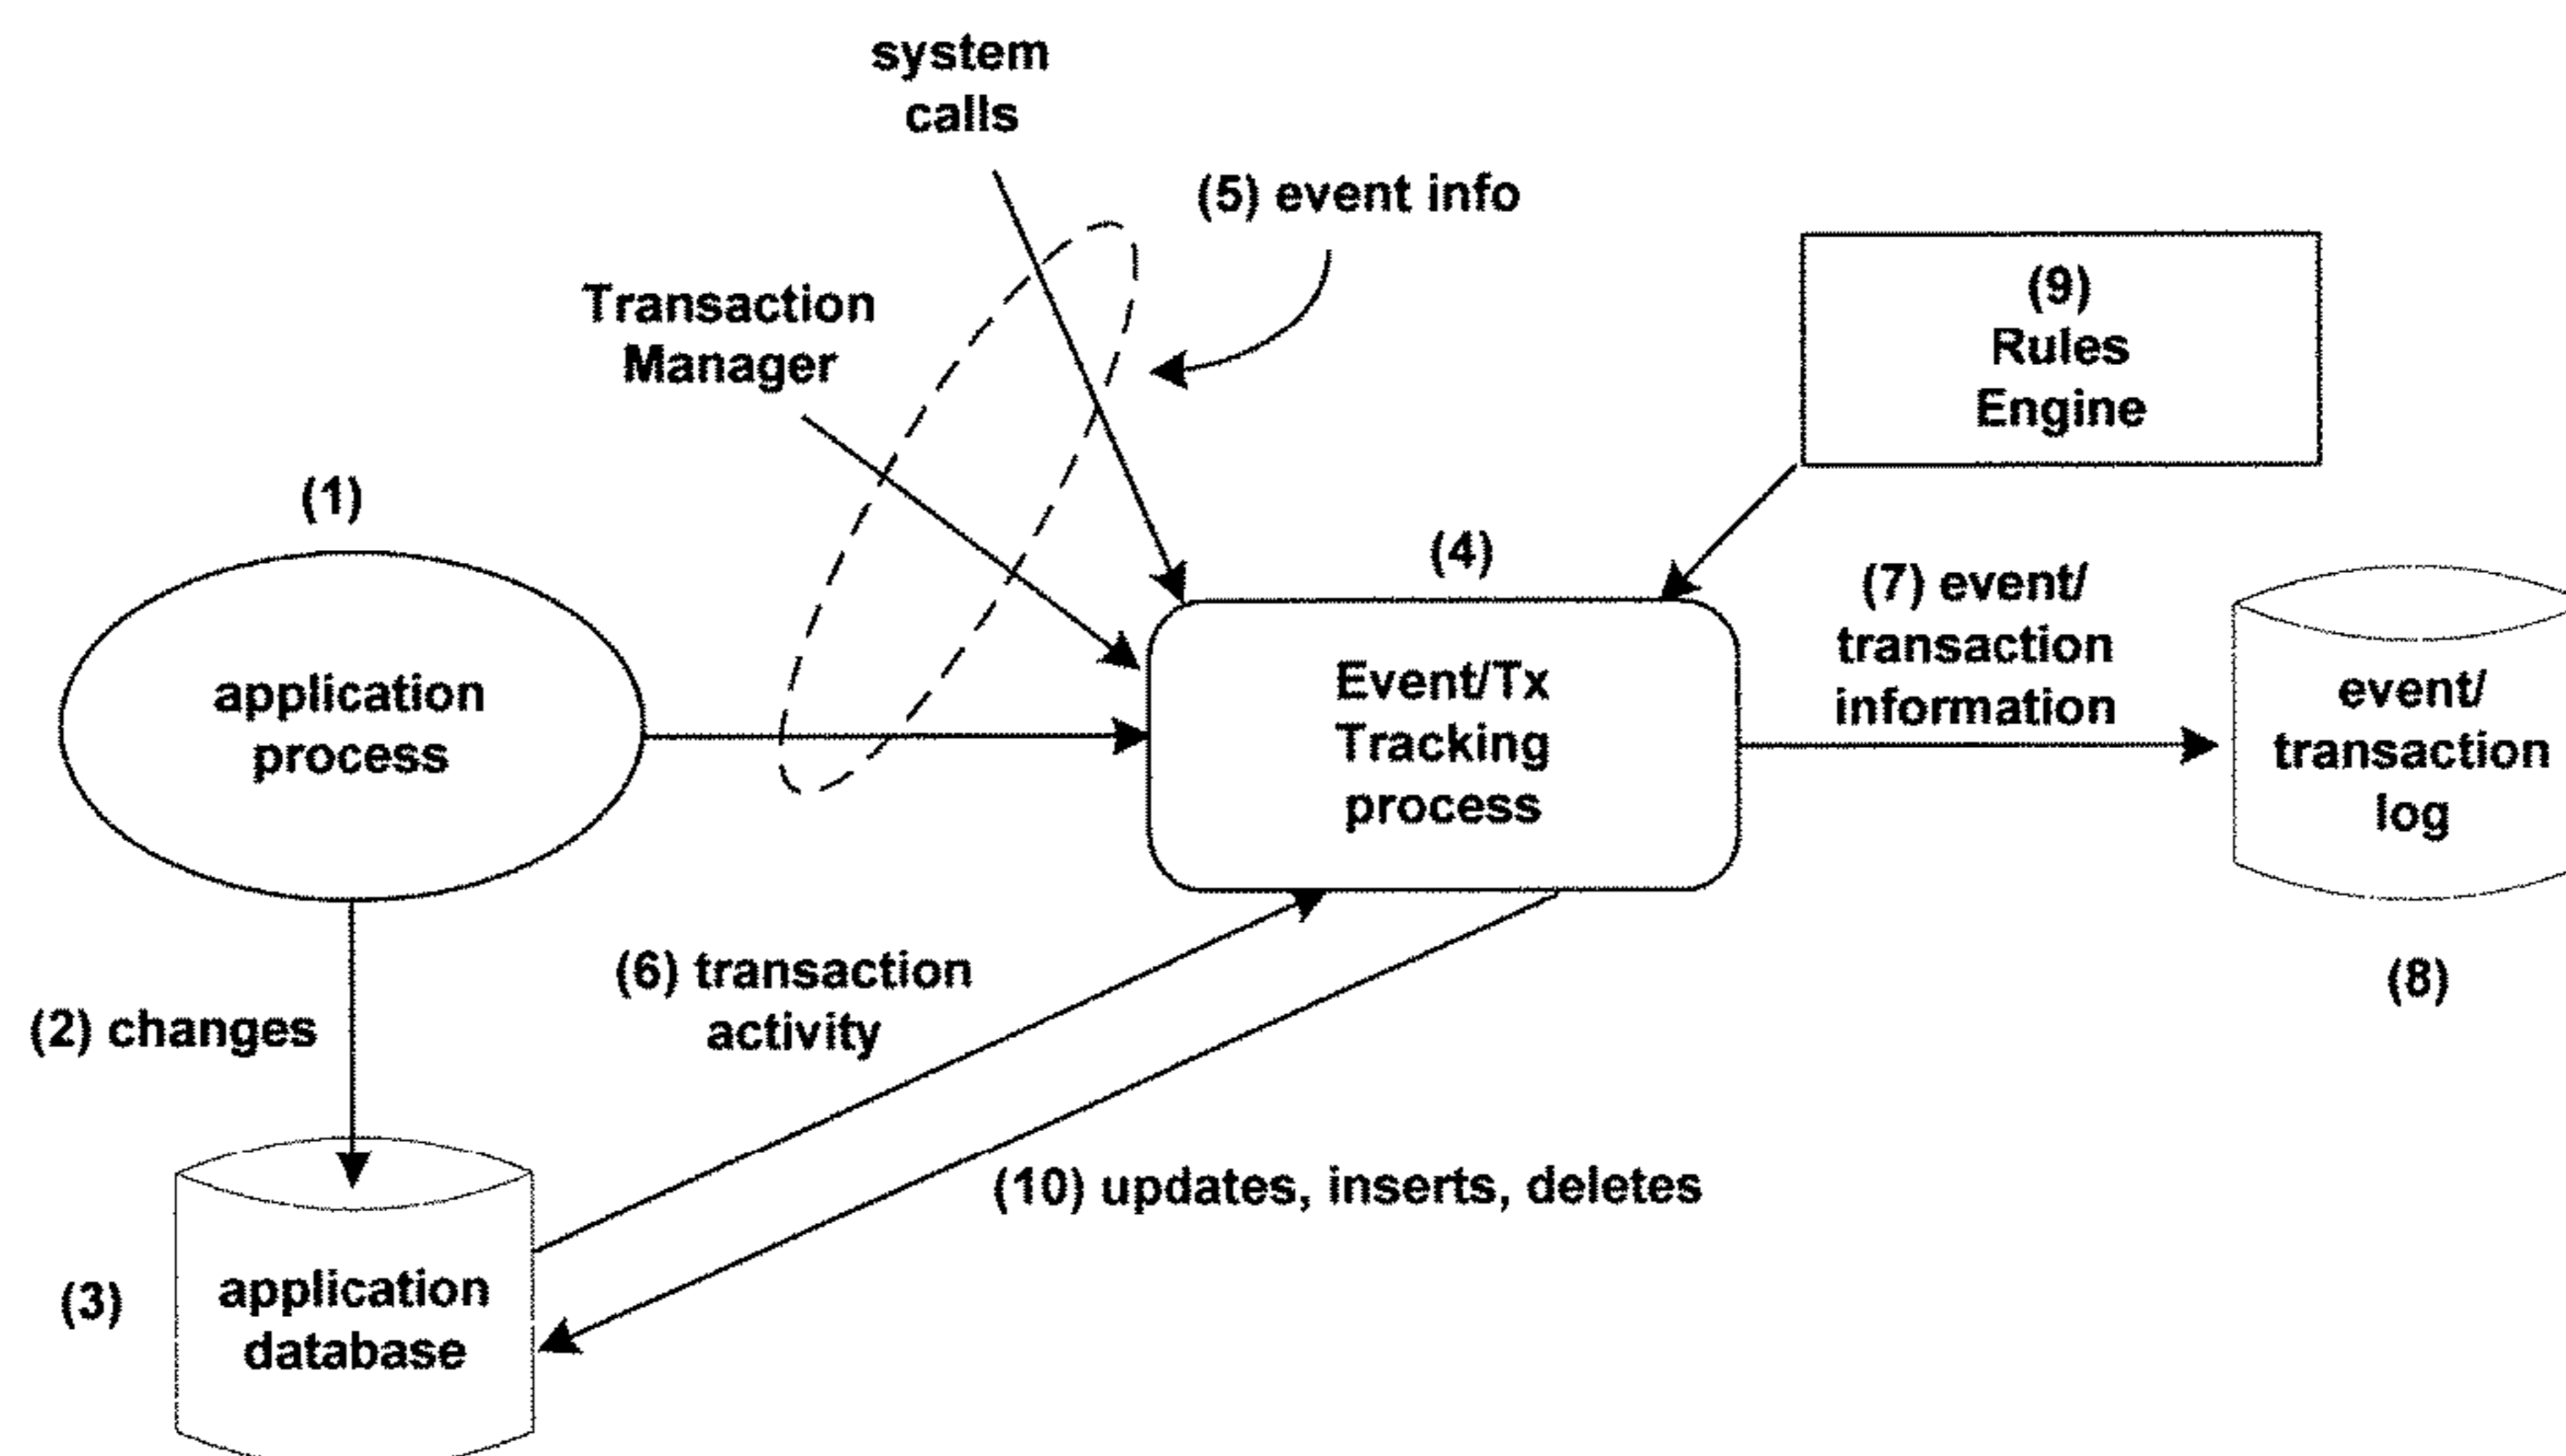 system
calls
(5) event info
Transaction
Manager
(9)
Rules
Engine
(1)
(4)
(7) event/
transaction
information
application
process
Event/Tx
Tracking
process
event/
transaction
log
(6) transaction
activity
(8)
(2) changes
(10) updates, inserts, deletes
(3)
application
database